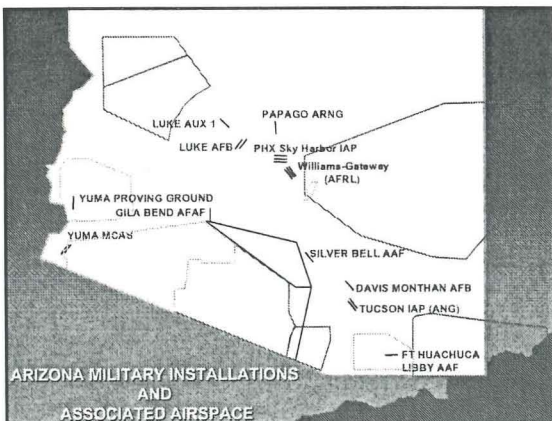 PAPAGO ARNG
LUKE AUX 1
LUKE AFB
PHX Sky Harbor IAP
Williams-Gateway
(AFRL)
YUMA PROVING GROUND
GILA BEND AFAF
YUMA MCAS
SILVER BELL AAF
DAVIS MONTHAN AFB
TUCSON IAP (ANG)
FT HUACHUCA
LIBBY AAF
ARIZONA MILITARY INSTALLATIONS
AND
ASSOCIATED AIRSPACE